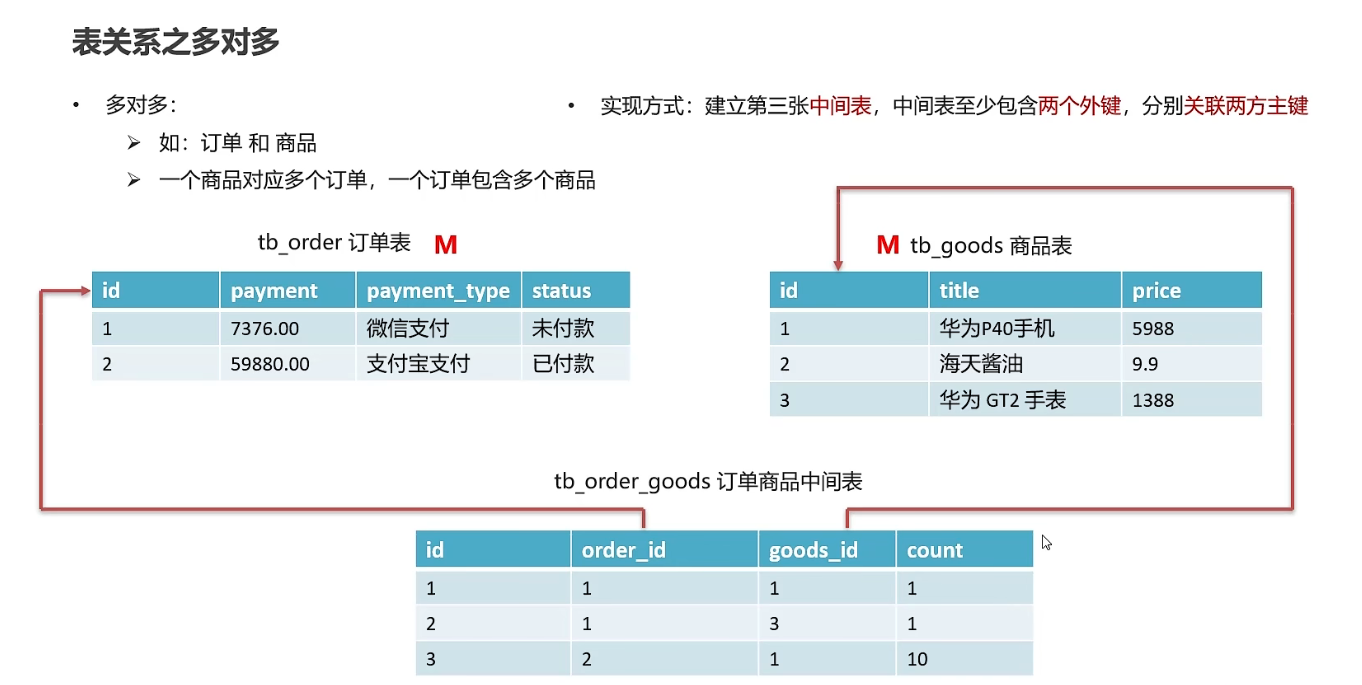 表关系之多对多
• 多对多：
➢ 如：订单 和 商品
➢ 一个商品对应多个订单，一个订单包含多个商品
• 实现方式：建立第三张中间表，中间表至少包含两个外键，分别关联两方主键
tb_order 订单表 M
id payment payment_type status
1 7376.00 微信支付 未付款
2 59880.00 支付宝支付 已付款
M tb_goods 商品表
id title price
1 华为P40手机 5988
2 海天酱油 9.9
3 华为 GT2 手表 1388
tb_order_goods 订单商品中间表
id order_id goods_id count
1 1 1 1
2 1 3 1
3 2 1 10